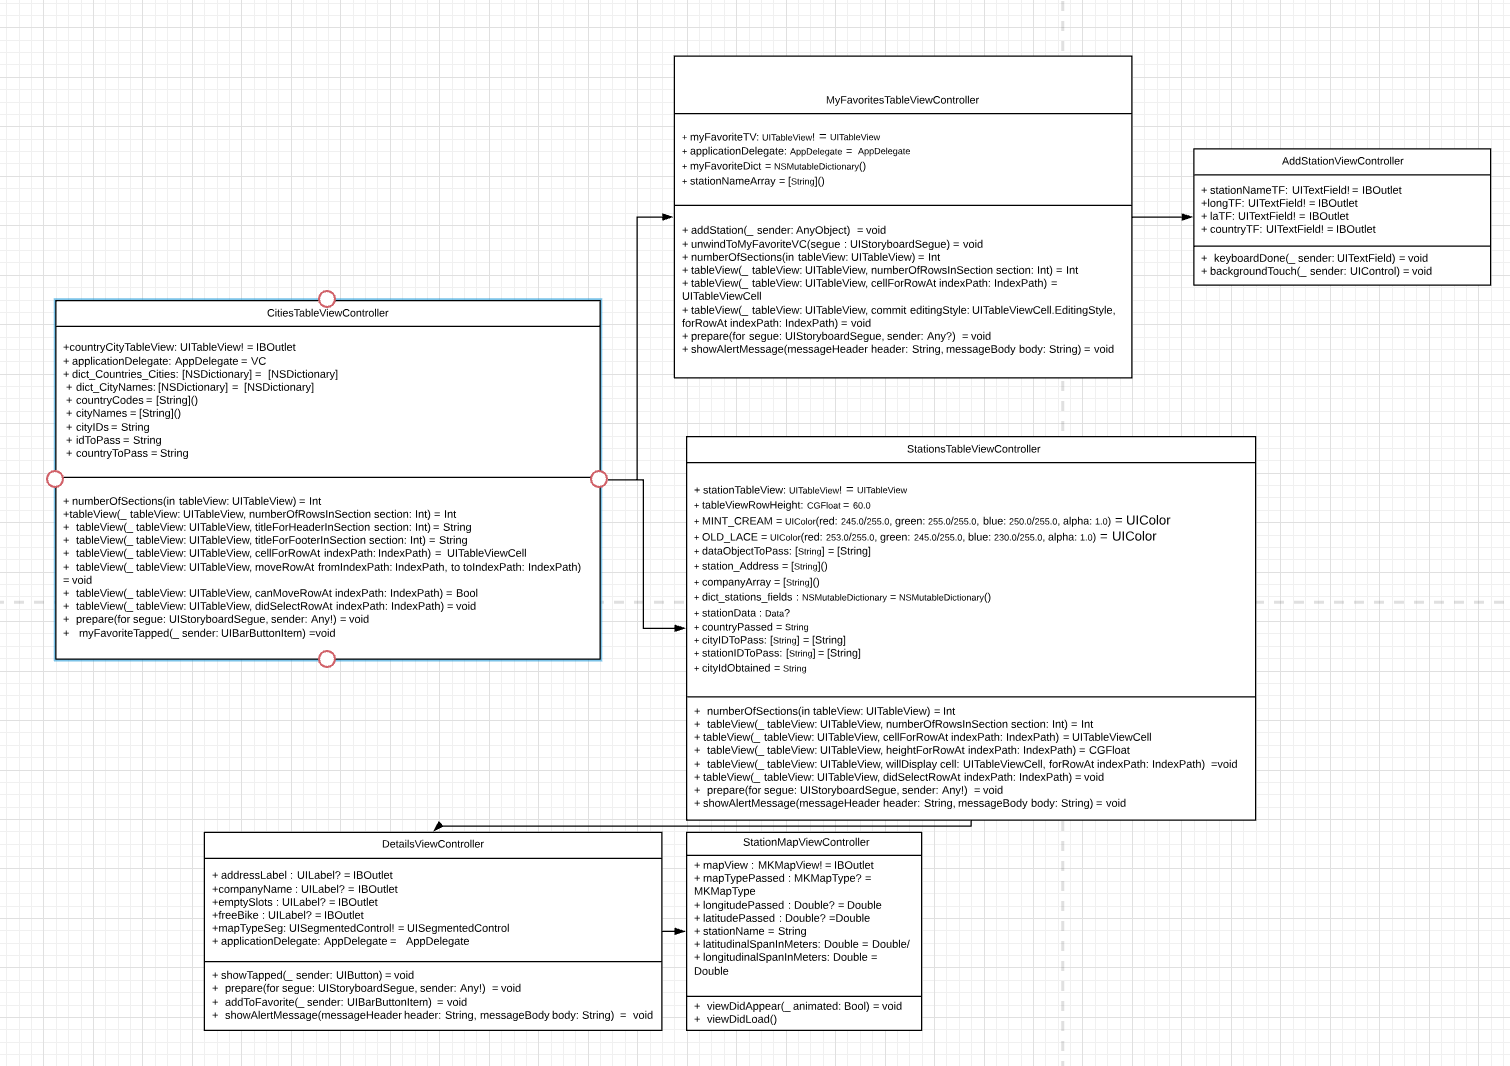 MyFavoritesTableViewController
+ myFavoriteTV: UITableView! = UITableView
+ applicationDelegate: AppDelegate = AppDelegate
+ myFavoriteDict = NSMutableDictionary()
+ stationNameArray = [String]()
+ addStation(_ sender: AnyObject) = void
+ unwindToMyFavoriteVC(segue : UIStoryboardSegue) = void
+ numberOfSections(in tableView: UITableView) = Int
+ tableView(_ tableView: UITableView, numberOfRowsInSection section: Int) = Int
+ tableView(_ tableView: UITableView, cellForRowAt indexPath: IndexPath) =
UITableViewCell
+ tableView(_ tableView: UITableView, commit editingStyle: UITableViewCell.EditingStyle,
forRowAt indexPath: IndexPath) = void
+ prepare(for segue: UIStoryboardSegue, sender: Any?) = void
+ showAlertMessage(messageHeader header: String, messageBody body: String) = void
AddStationViewController
+ stationNameTF: UITextField! = IBOutlet
+longTF: UITextField! = IBOutlet
+ laTF: UITextField! = IBOutlet
+ countryTF: UITextField! = IBOutlet
+ keyboardDone(_ sender: UITextField) = void
+ backgroundTouch(_ sender: UIControl) = void
CitiesTableViewController
+countryCityTableView: UITableView! = IBOutlet
+ applicationDelegate: AppDelegate = VC
+ dict_Countries_Cities: [NSDictionary] = [NSDictionary]
+ dict_CityNames: [NSDictionary] = [NSDictionary]
+ countryCodes = [String]()
+ cityNames = [String]()
+ cityIDs = String
+ idToPass = String
+ countryToPass = String
+ numberOfSections(in tableView: UITableView) = Int
+tableView(_ tableView: UITableView, numberOfRowsInSection section: Int) = Int
+ tableView(_ tableView: UITableView, titleForHeaderInSection section: Int) = String
+ tableView(_ tableView: UITableView, titleForFooterInSection section: Int) = String
+ tableView(_ tableView: UITableView, cellForRowAt indexPath: IndexPath) = UITableViewCell
+ tableView(_ tableView: UITableView, moveRowAt fromIndexPath: IndexPath, to toIndexPath: IndexPath)
= void
+ tableView(_ tableView: UITableView, canMoveRowAt indexPath: IndexPath) = Bool
+ tableView(_ tableView: UITableView, didSelectRowAt indexPath: IndexPath) = void
+ prepare(for segue: UIStoryboardSegue, sender: Any!) = void
+ myFavoriteTapped(_ sender: UIBarButtonItem) =void
StationsTableViewController
+ stationTableView: UITableView! = UITableView
+ tableViewRowHeight: CGFloat = 60.0
+ MINT_CREAM = UIColor(red: 245.0/255.0, green: 255.0/255.0, blue: 250.0/255.0, alpha: 1.0) = UIColor
+ OLD_LACE = UIColor(red: 253.0/255.0, green: 245.0/255.0, blue: 230.0/255.0, alpha: 1.0) = UIColor
+ dataObjectToPass: [String] = [String]
+ station_Address = [String]()
+ companyArray = [String]()
+ dict_stations_fields : NSMutableDictionary = NSMutableDictionary()
+ stationData : Data?
+ countryPassed = String
+ cityIDToPass: [String] = [String]
+ stationIDToPass: [String] = [String]
+ cityIdObtained = String
+ numberOfSections(in tableView: UITableView) = Int
+ tableView(_ tableView: UITableView, numberOfRowsInSection section: Int) = Int
+ tableView(_ tableView: UITableView, cellForRowAt indexPath: IndexPath) = UITableViewCell
+ tableView(_ tableView: UITableView, heightForRowAt indexPath: IndexPath) = CGFloat
+ tableView(_ tableView: UITableView, willDisplay cell: UITableViewCell, forRowAt indexPath: IndexPath) =void
+ tableView(_ tableView: UITableView, didSelectRowAt indexPath: IndexPath) = void
+ prepare(for segue: UIStoryboardSegue, sender: Any!) = void
+ showAlertMessage(messageHeader header: String, messageBody body: String) = void
DetailsViewController
+ addressLabel : UILabel? = IBOutlet
+companyName : UILabel? = IBOutlet
+emptySlots : UILabel? = IBOutlet
+freeBike : UILabel? = IBOutlet
+mapTypeSeg: UISegmentedControl! = UISegmentedControl
+ applicationDelegate: AppDelegate = AppDelegate
+ showTapped(_ sender: UIButton) = void
+ prepare(for segue: UIStoryboardSegue, sender: Any!) = void
+ addToFavorite(_ sender: UIBarButtonItem) = void
+ showAlertMessage(messageHeader header: String, messageBody body: String) = void
StationMapViewController
+ mapView : MKMapView! = IBOutlet
+ mapTypePassed : MKMapType? =
MKMapType
+ longitudePassed : Double? = Double
+ latitudePassed : Double? =Double
+ stationName = String
+ latitudinalSpanInMeters: Double = Double/
+ longitudinalSpanInMeters: Double =
Double
+ viewDidAppear(_ animated: Bool) = void
+ viewDidLoad()